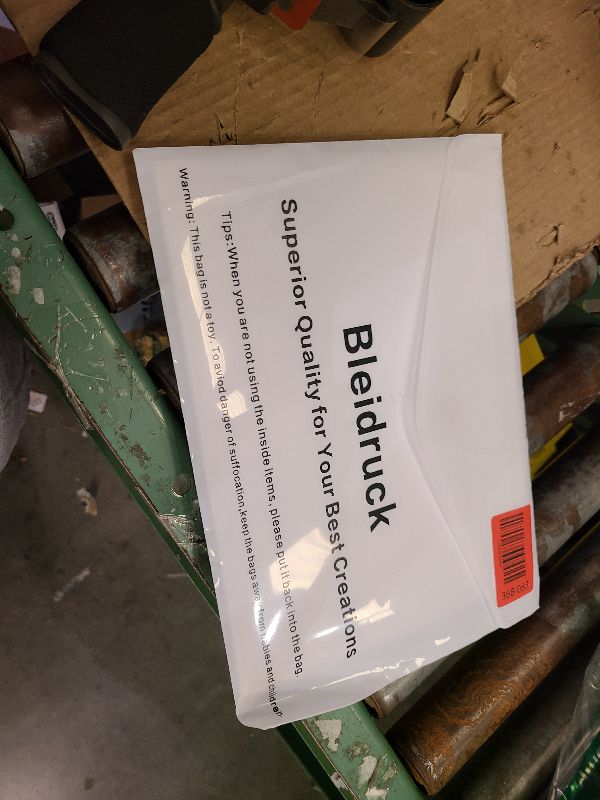 Bleidruck
Superior Quality for Your Best Creations
Tips:When you are not using the inside items, please put it back into the bag.
Warning: This bag is not a toy. To aviod danger of suffocation,keep the bags away from babies and children